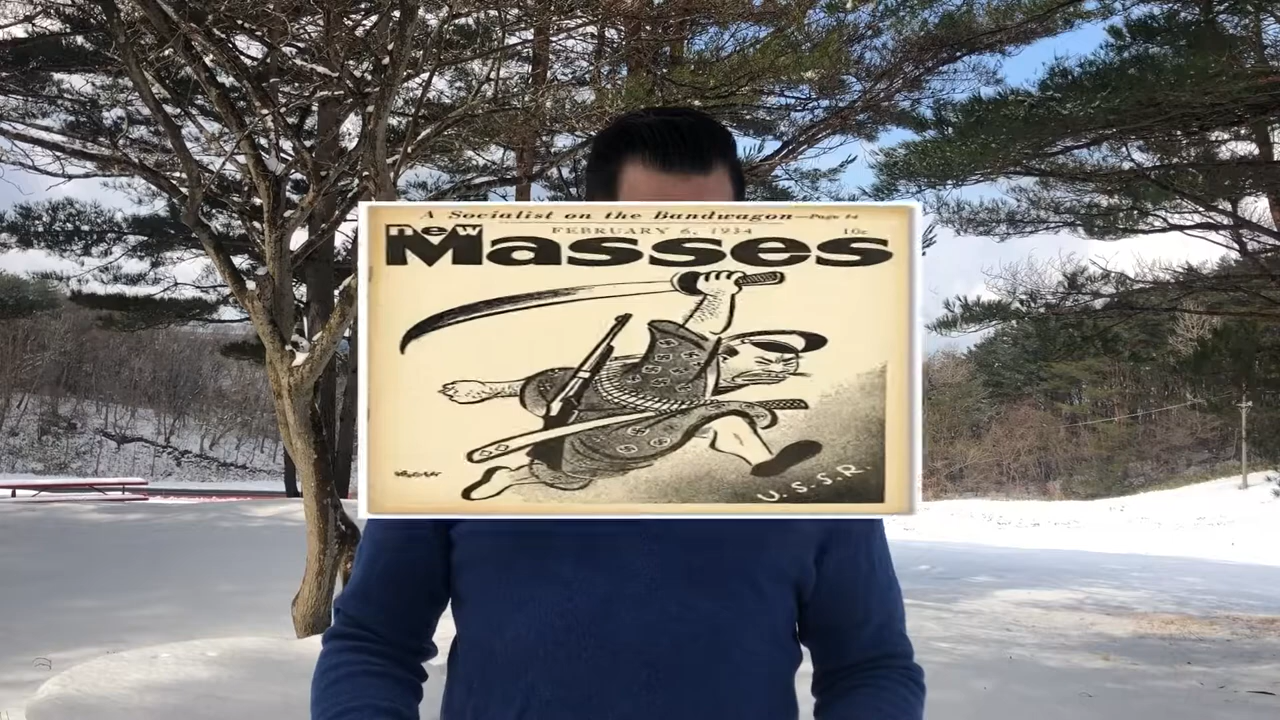 A Socialist on the Bandwagon—Page 14
FEBRUARY 6, 1934 10c
new Masses
U.S.S.R.